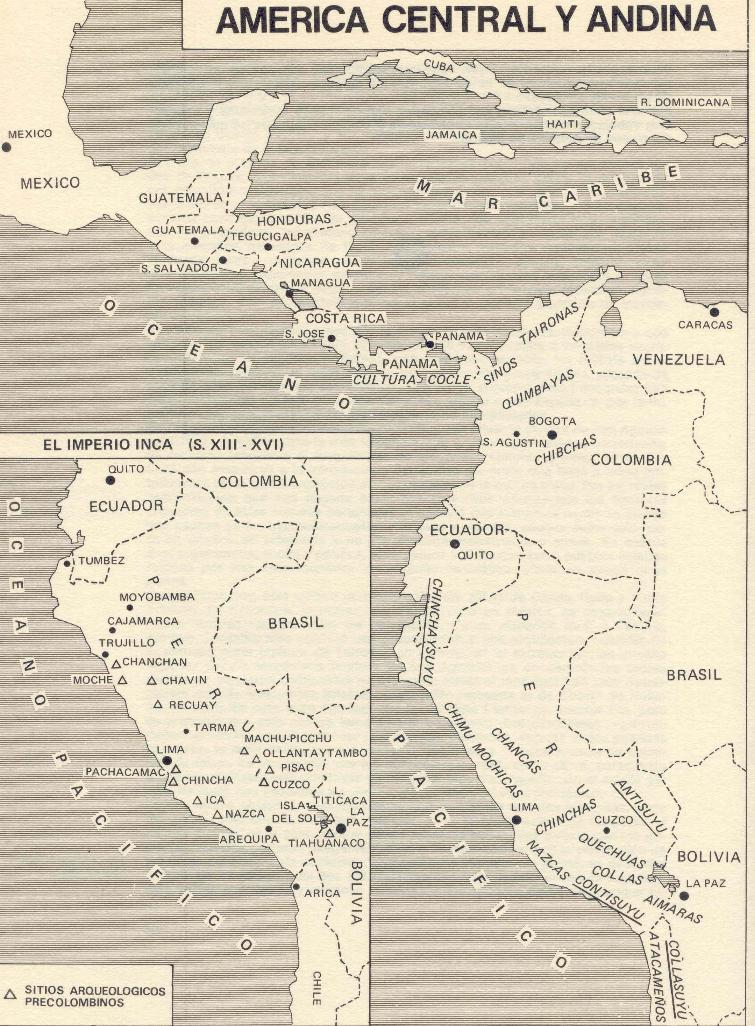 AMERICA CENTRAL Y ANDINA
CUBA
R. DOMINICANA
HAITI
JAMAICA
MEXICO
MEXICO
MAR CARIBE
GUATEMALA
HONDURAS
GUATEMALA
TEGUCIGALPA
NICARAGUA
S. SALVADOR
MANAGUA
COSTA RICA
S. JOSE
PANAMA
PANAMA
CULTURA COCLE
OCEANO
TAIRONAS
CARACAS
VENEZUELA
SINOS
QUIMBAYAS
BOGOTA
S. AGUSTIN
CHIBCHAS
COLOMBIA
ECUADOR
QUITO
CHINCHAYSUYU
PERU
BRASIL
PACIFICO
CHIMU
MOCHICAS
CHANCAS
ANTISUYU
LIMA
CHINCHAS
CUZCO
QUECHUAS
BOLIVIA
NAZCAS
COLLAS
LA PAZ
CONTISUYU
AIMARAS
ATACAMEÑOS
COLLASUYU
EL IMPERIO INCA (S. XIII - XVI)
QUITO
COLOMBIA
ECUADOR
OCEANO PACIFICO
TUMBEZ
PERU
MOYOBAMBA
CAJAMARCA
BRASIL
TRUJILLO
CHANCHAN
MOCHE
CHAVIN
RECUAY
TARMA
MACHU-PICCHU
LIMA
OLLANTAYTAMBO
PACHACAMAC
PISAC
CHINCHA
CUZCO
ICA
ISLA
DEL SOL
L.
TITICACA
NAZCA
LA
PAZ
AREQUIPA
TIAHUANACO
BOLIVIA
ARICA
CHILE
SITIOS ARQUEOLOGICOS
PRECOLOMBINOS